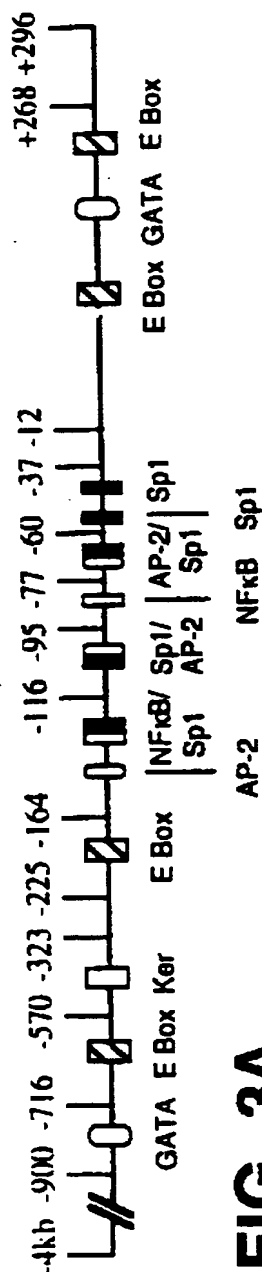 -4kb -900 -716 -570 -323 -225 -164 -116 -95 -77 -60 -37 -12 +268 +296
GATA E Box Ker E Box NFκB/ Sp1/ AP-2/ Sp1 E Box GATA E Box
Sp1 AP-2 Sp1
AP-2 NFκB Sp1
FIG. 3A